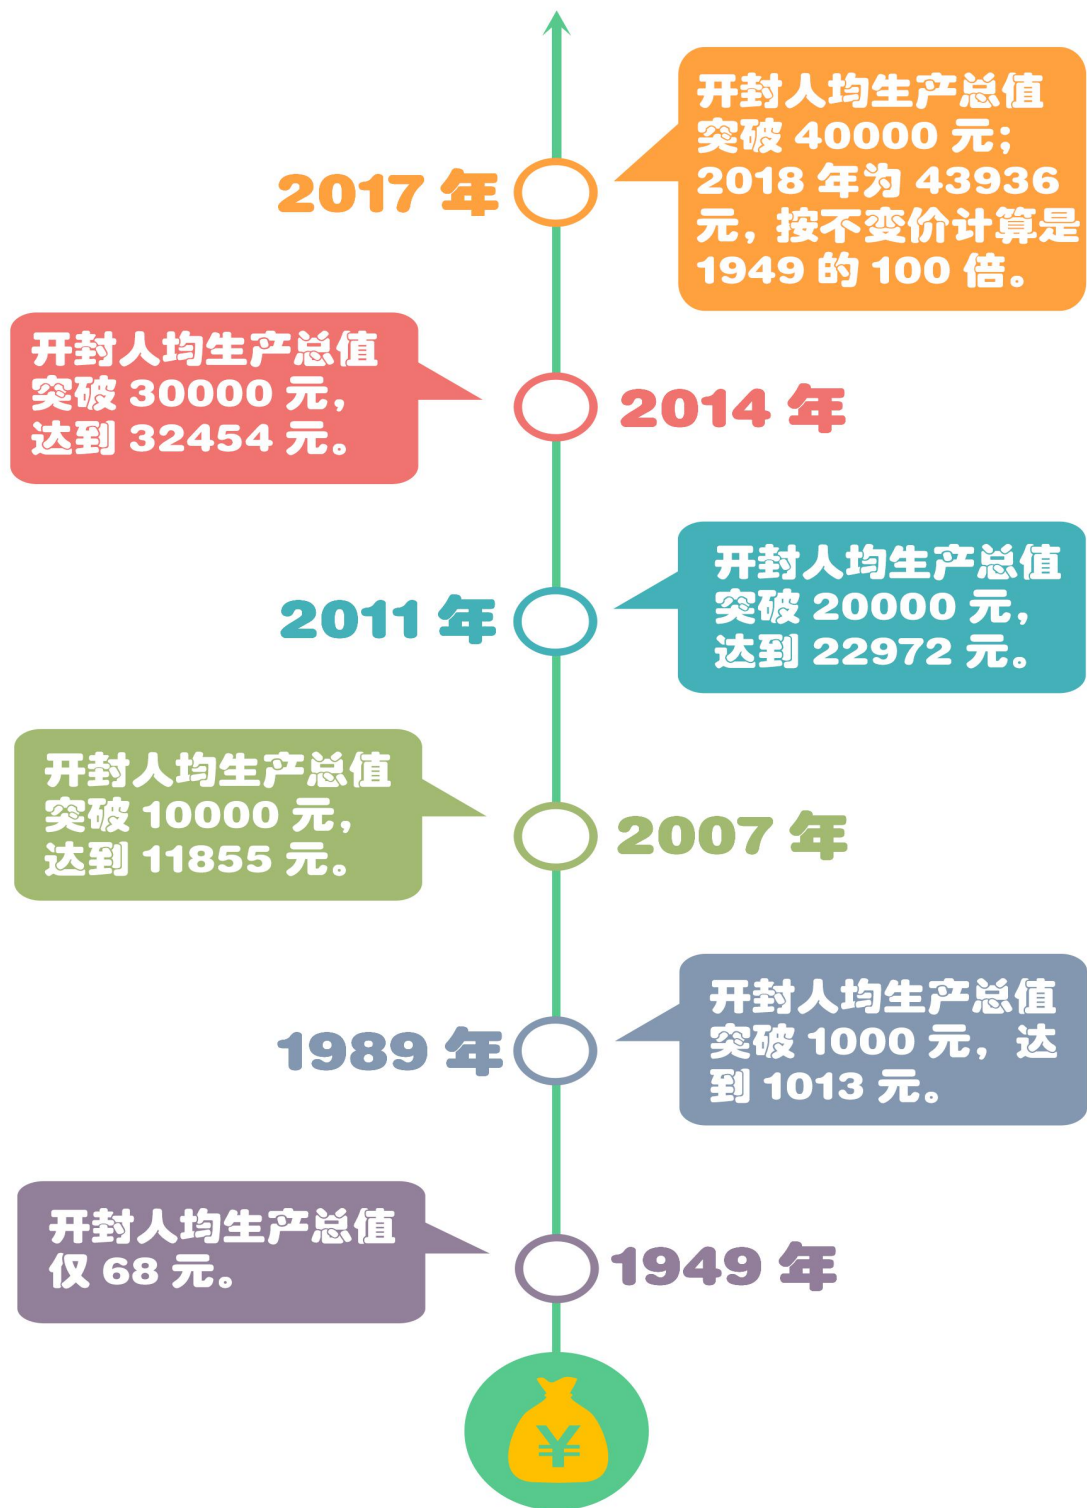 2017 年
开封人均生产总值
突破 40000 元；
2018 年为 43936
元，按不变价计算是
1949 的 100 倍。
开封人均生产总值
突破 30000 元，
达到 32454 元。
2014 年
2011 年
开封人均生产总值
突破 20000 元，
达到 22972 元。
开封人均生产总值
突破 10000 元，
达到 11855 元。
2007 年
1989 年
开封人均生产总值
突破 1000 元，达
到 1013 元。
开封人均生产总值
仅 68 元。
1949 年
¥